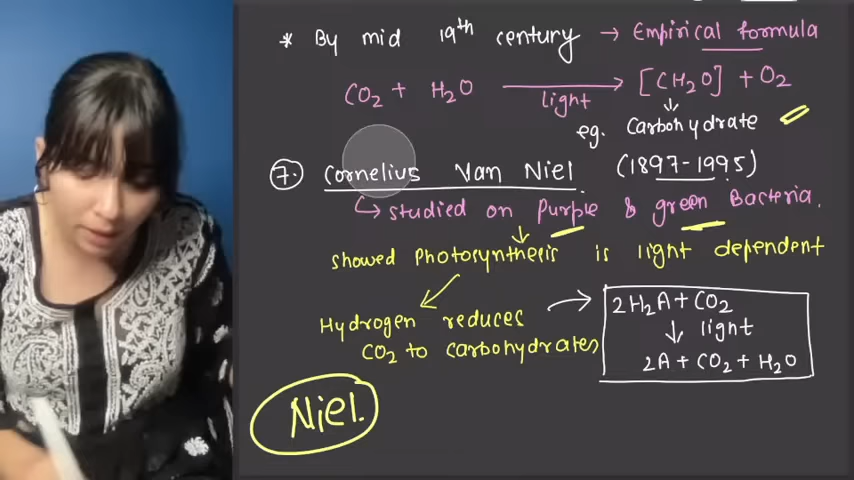 * By mid 19th century → Empirical formula
CO2 + H2O light → [CH2O] + O2
eg. Carbohydrate
7. Cornelius Van Niel (1897-1995)
↳ studied on Purple & green Bacteria.
showed Photosynthesis is light dependent
Hydrogen reduces
CO2 to carbohydrates
2H2A + CO2
↓ light
2A + CO2 + H2O
Niel.